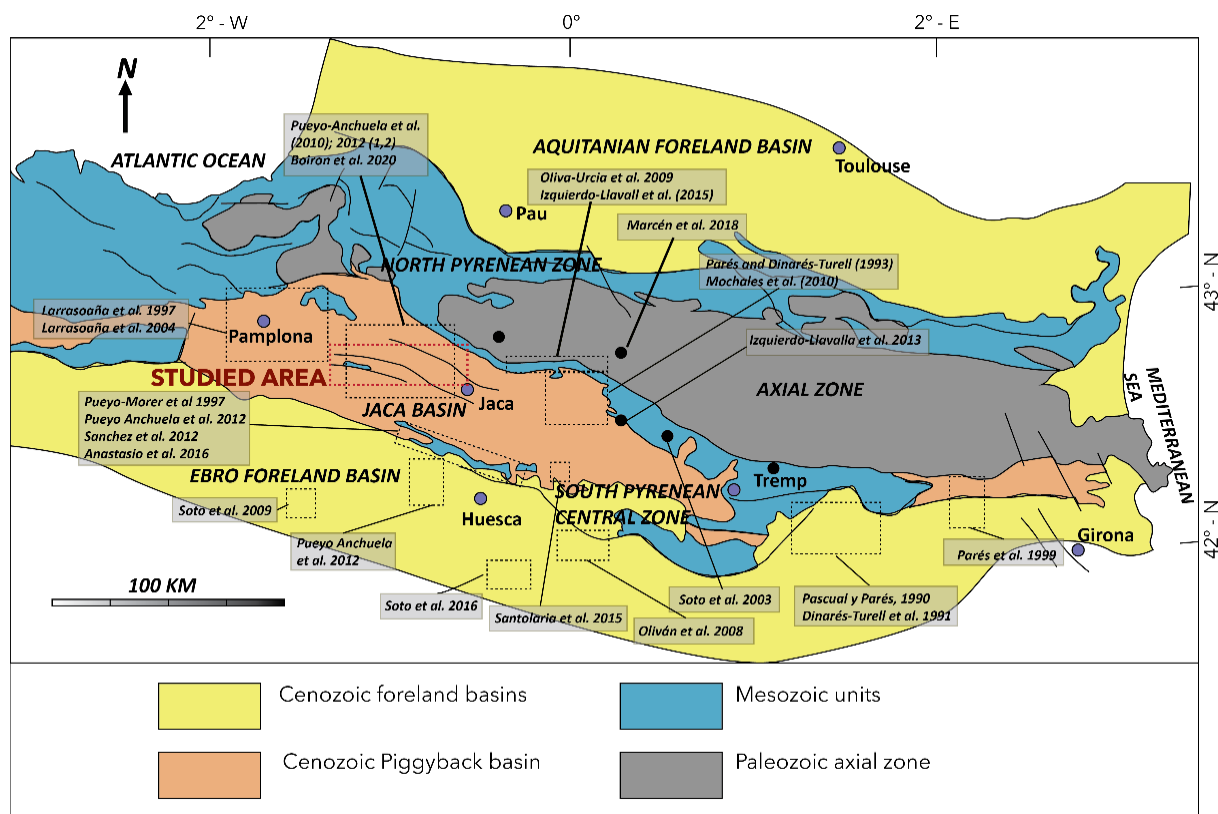 2° - W
0°
2° - E
N
ATLANTIC OCEAN
Pueyo-Anchuela et al.
(2010); 2012 (1,2)
Boiron et al. 2020
AQUITANIAN FORELAND BASIN
Toulouse
Oliva-Urcia et al. 2009
Izquierdo-Llavall et al. (2015)
Pau
Marcén et al. 2018
NORTH PYRENEAN ZONE
Parés and Dinarés-Turell (1993)
Mochales et al. (2010)
43° - N
Larrasoaña et al. 1997
Larrasoaña et al. 2004
Pamplona
Izquierdo-Llavalla et al. 2013
STUDIED AREA
AXIAL ZONE
MEDITERRANEAN
SEA
Jaca
JACA BASIN
Pueyo-Morer et al 1997
Pueyo Anchuela et al. 2012
Sanchez et al. 2012
Anastasio et al. 2016
EBRO FORELAND BASIN
Tremp
SOUTH PYRENEAN
CENTRAL ZONE
Soto et al. 2009
Huesca
Girona
42° - N
Pueyo Anchuela
et al. 2012
Parés et al. 1999
100 KM
Soto et al. 2016
Santolaria et al. 2015
Oliván et al. 2008
Soto et al. 2003
Pascual y Parés, 1990
Dinarés-Turell et al. 1991
Cenozoic foreland basins
Mesozoic units
Cenozoic Piggyback basin
Paleozoic axial zone